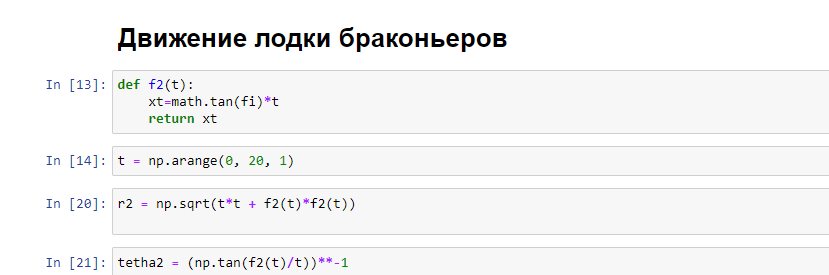 Движение лодки браконьеров
In [13]: def f2(t):
xt=math.tan(fi)*t
return xt
In [14]: t = np.arange(0, 20, 1)
In [20]: r2 = np.sqrt(t*t + f2(t)*f2(t))
In [21]: tetha2 = (np.tan(f2(t)/t))**-1